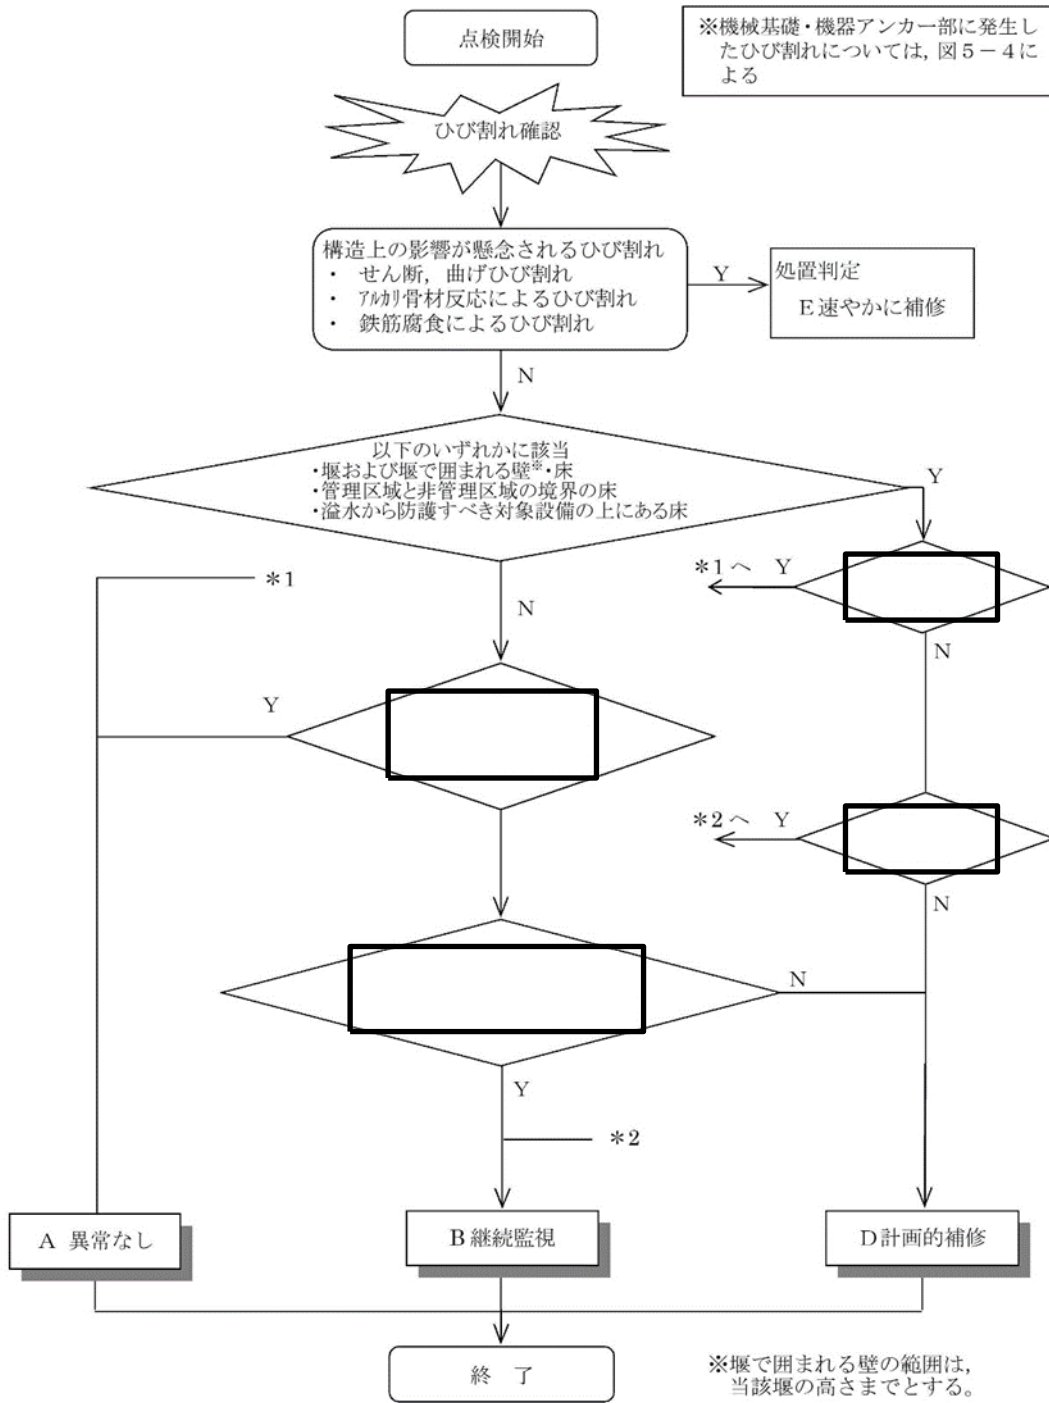 点検開始
※機械基礎・機器アンカー部に発生し
たひび割れについては，図５－４に
よる
ひび割れ確認
構造上の影響が懸念されるひび割れ
・ せん断，曲げひび割れ
・ ｱﾙｶﾘ骨材反応によるひび割れ
・ 鉄筋腐食によるひび割れ
Y
処置判定
E速やかに補修
N
以下のいずれかに該当
・堰および堰で囲まれる壁※・床
・管理区域と非管理区域の境界の床
・溢水から防護すべき対象設備の上にある床
Y
＊1
＊1へ Y
N
N
Y
＊2へ Y
N
N
Y
＊2
A 異常なし
B継続監視
D計画的補修
終 了
※堰で囲まれる壁の範囲は，
当該堰の高さまでとする。